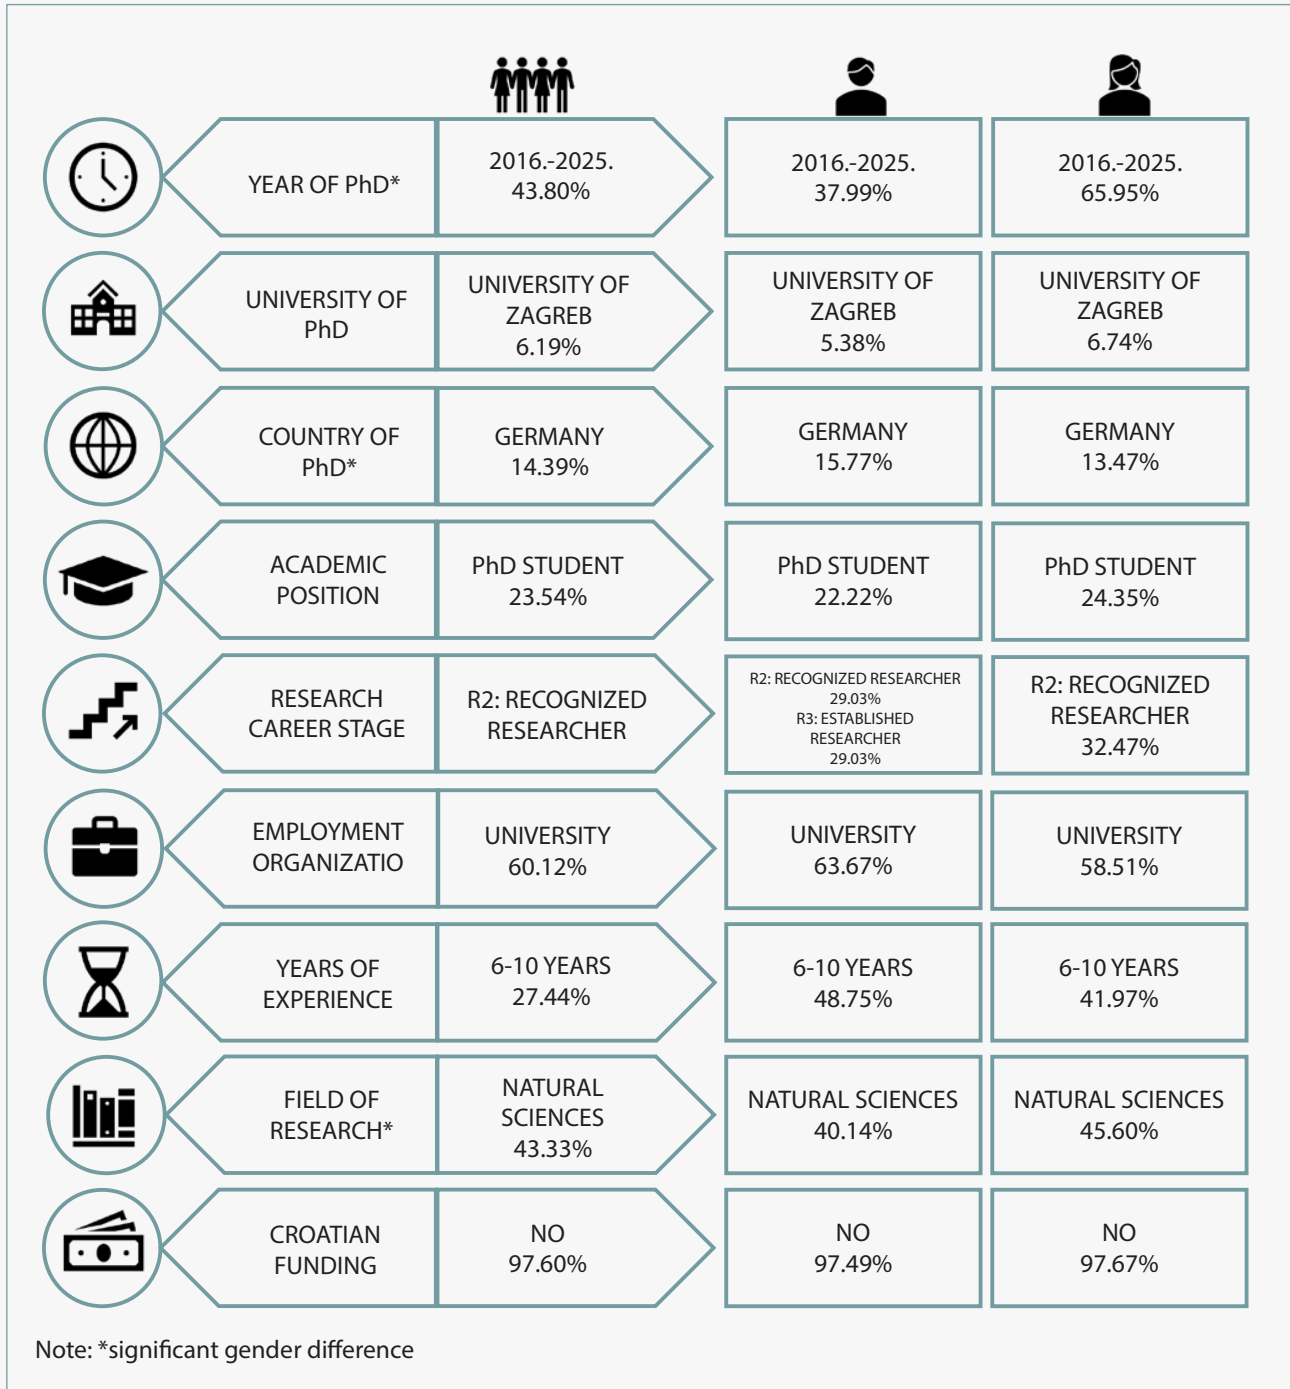 YEAR OF PhD*
2016.-2025.
43.80%
2016.-2025.
37.99%
2016.-2025.
65.95%
UNIVERSITY OF
PhD
UNIVERSITY OF
ZAGREB
6.19%
UNIVERSITY OF
ZAGREB
5.38%
UNIVERSITY OF
ZAGREB
6.74%
COUNTRY OF
PhD*
GERMANY
14.39%
GERMANY
15.77%
GERMANY
13.47%
ACADEMIC
POSITION
PhD STUDENT
23.54%
PhD STUDENT
22.22%
PhD STUDENT
24.35%
RESEARCH
CAREER STAGE
R2: RECOGNIZED
RESEARCHER
R2: RECOGNIZED RESEARCHER
29.03%
R3: ESTABLISHED
RESEARCHER
29.03%
R2: RECOGNIZED
RESEARCHER
32.47%
EMPLOYMENT
ORGANIZATIO
UNIVERSITY
60.12%
UNIVERSITY
63.67%
UNIVERSITY
58.51%
YEARS OF
EXPERIENCE
6-10 YEARS
27.44%
6-10 YEARS
48.75%
6-10 YEARS
41.97%
FIELD OF
RESEARCH*
NATURAL
SCIENCES
43.33%
NATURAL SCIENCES
40.14%
NATURAL SCIENCES
45.60%
CROATIAN
FUNDING
NO
97.60%
NO
97.49%
NO
97.67%
Note: *significant gender difference